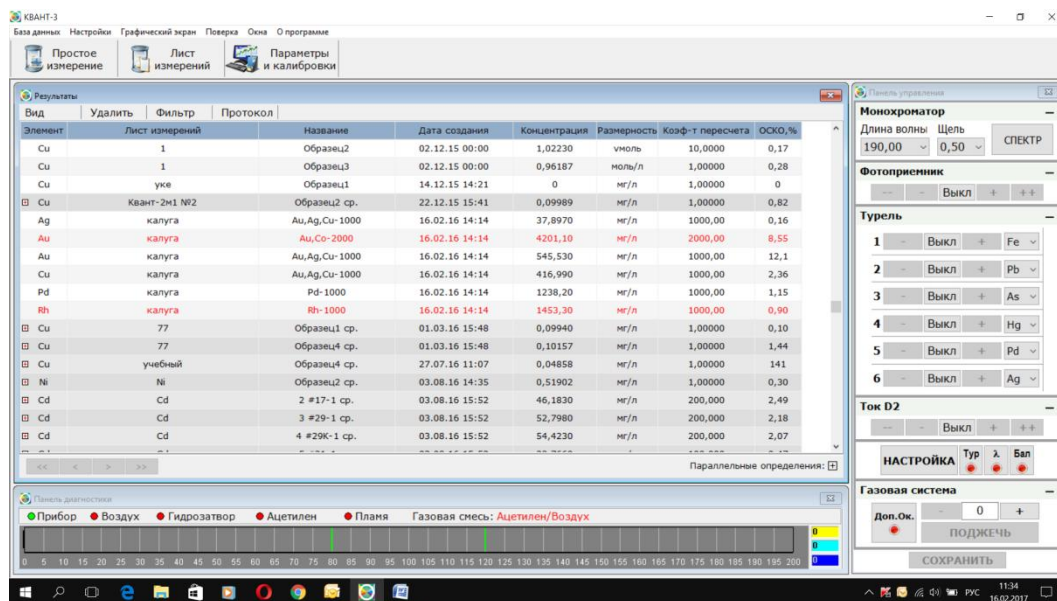 КВАНТ-3
База данных Настройки Графический экран Поверка Окна О программе
Простое измерение Лист измерений Параметры и калибровки
Результаты
Вид Удалить Фильтр Протокол
Элемент Лист измерений Название Дата создания Концентрация Размерность Коэф-т пересчета ОСКО,%
Cu 1 Образец2 02.12.15 00:00 1,02230 умоль 10,0000 0,17
Cu 1 Образец3 02.12.15 00:00 0,96187 моль/л 1,00000 0,28
Cu уке Образец1 14.12.15 14:21 0 мг/л 1,00000 0
Cu Квант-2м1 №2 Образец2 ср. 22.12.15 15:41 0,09989 мг/л 1,00000 0,82
Ag калуга Au,Ag,Cu-1000 16.02.16 14:14 37,8970 мг/л 1000,00 0,16
Au калуга Au,Co-2000 16.02.16 14:14 4201,10 мг/л 2000,00 8,55
Au калуга Au,Ag,Cu-1000 16.02.16 14:14 545,530 мг/л 1000,00 12,1
Cu калуга Au,Ag,Cu-1000 16.02.16 14:14 416,990 мг/л 1000,00 2,36
Pd калуга Pd-1000 16.02.16 14:14 1238,20 мг/л 1000,00 1,15
Rh калуга Rh-1000 16.02.16 14:14 1453,30 мг/л 1000,00 0,90
Cu 77 Образец1 ср. 01.03.16 15:48 0,09940 мг/л 1,00000 0,10
Cu 77 Образец4 ср. 01.03.16 15:48 0,10157 мг/л 1,00000 1,44
Cu учебный Образец4 ср. 27.07.16 11:07 0,04858 мг/л 1,00000 141
Ni Ni Образец2 ср. 03.08.16 14:35 0,51902 мг/л 1,00000 0,30
Cd Cd 2 #17-1 ср. 03.08.16 15:52 46,1830 мг/л 200,000 2,49
Cd Cd 3 #29-1 ср. 03.08.16 15:52 52,7980 мг/л 200,000 2,18
Cd Cd 4 #29К-1 ср. 03.08.16 15:52 54,4230 мг/л 200,000 2,07
<< < > >> Параллельные определения:
Панель диагностики
Прибор Воздух Гидрозатвор Ацетилен Пламя Газовая смесь: Ацетилен/Воздух
0
0
0
0 5 10 15 20 25 30 35 40 45 50 55 60 65 70 75 80 85 90 95 100 105 110 115 120 125 130 135 140 145 150 155 160 165 170 175 180 185 190 195 200
Панель управления
Монохроматор
Длина волны Щель
190,00 0,50 СПЕКТР
Фотоприемник
-- - Выкл + ++
Турель
1 - Выкл + Fe
2 - Выкл + Pb
3 - Выкл + As
4 - Выкл + Hg
5 - Выкл + Pd
6 - Выкл + Ag
Ток D2
-- - Выкл + ++
НАСТРОЙКА Тур λ Бал
Газовая система
Доп.Ок. - 0 +
ПОДЖЕЧЬ
СОХРАНИТЬ
РУС 11:34
16.02.2017